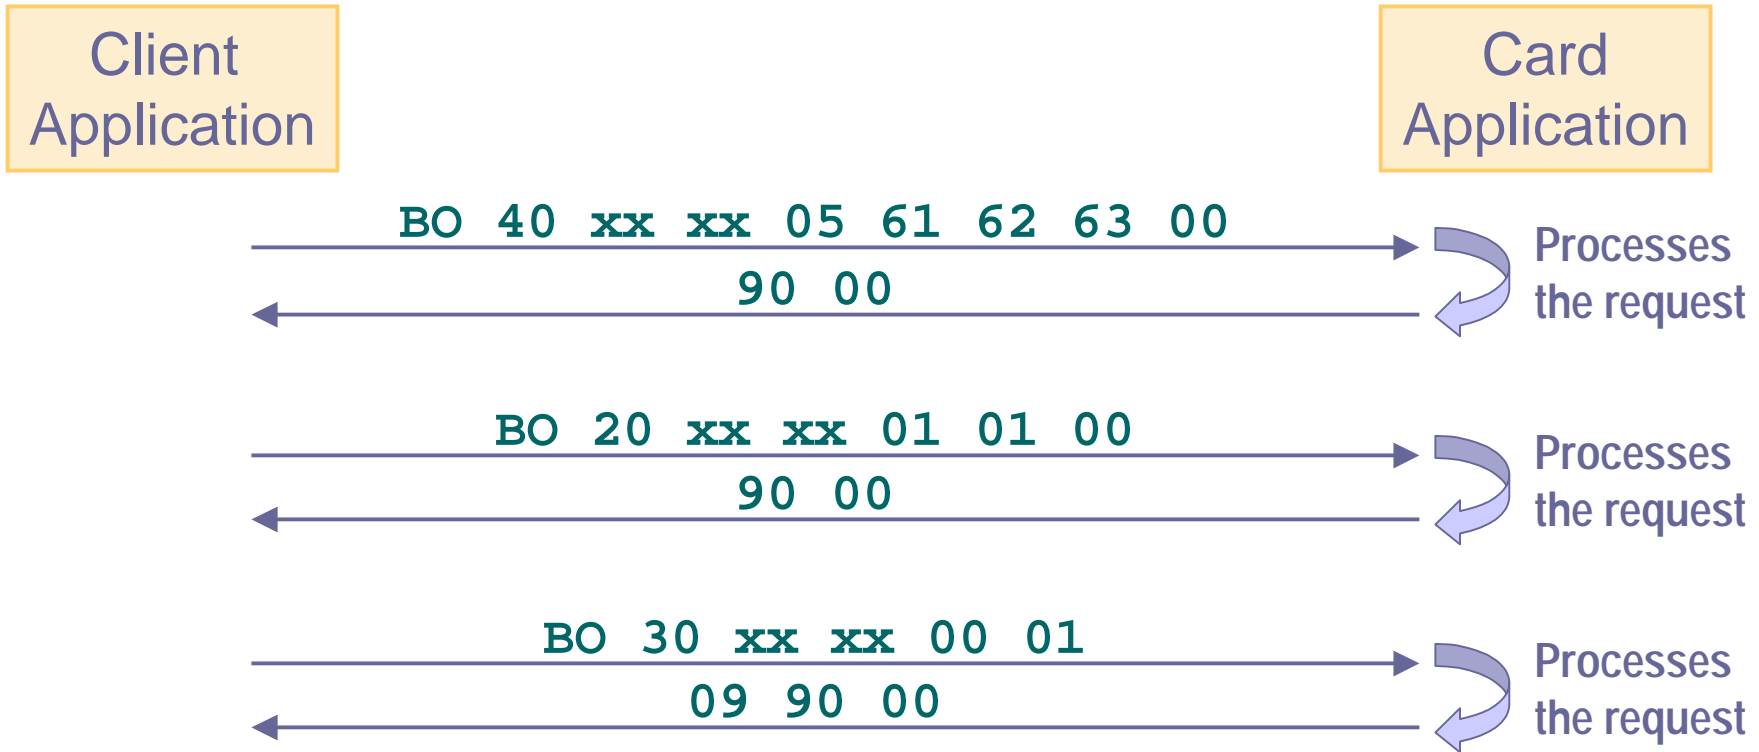 Client
Application
Card
Application
BO 40 xx xx 05 61 62 63 00
Processes
the request
90 00
BO 20 xx xx 01 01 00
Processes
the request
90 00
BO 30 xx xx 00 01
Processes
the request
09 90 00